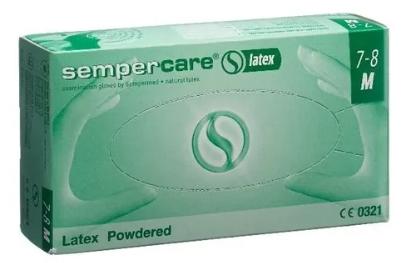 sempercare® latex
examination gloves by Sempermed • natural latex
7-8
M
7-8 M
Latex Powdered
CE 0321